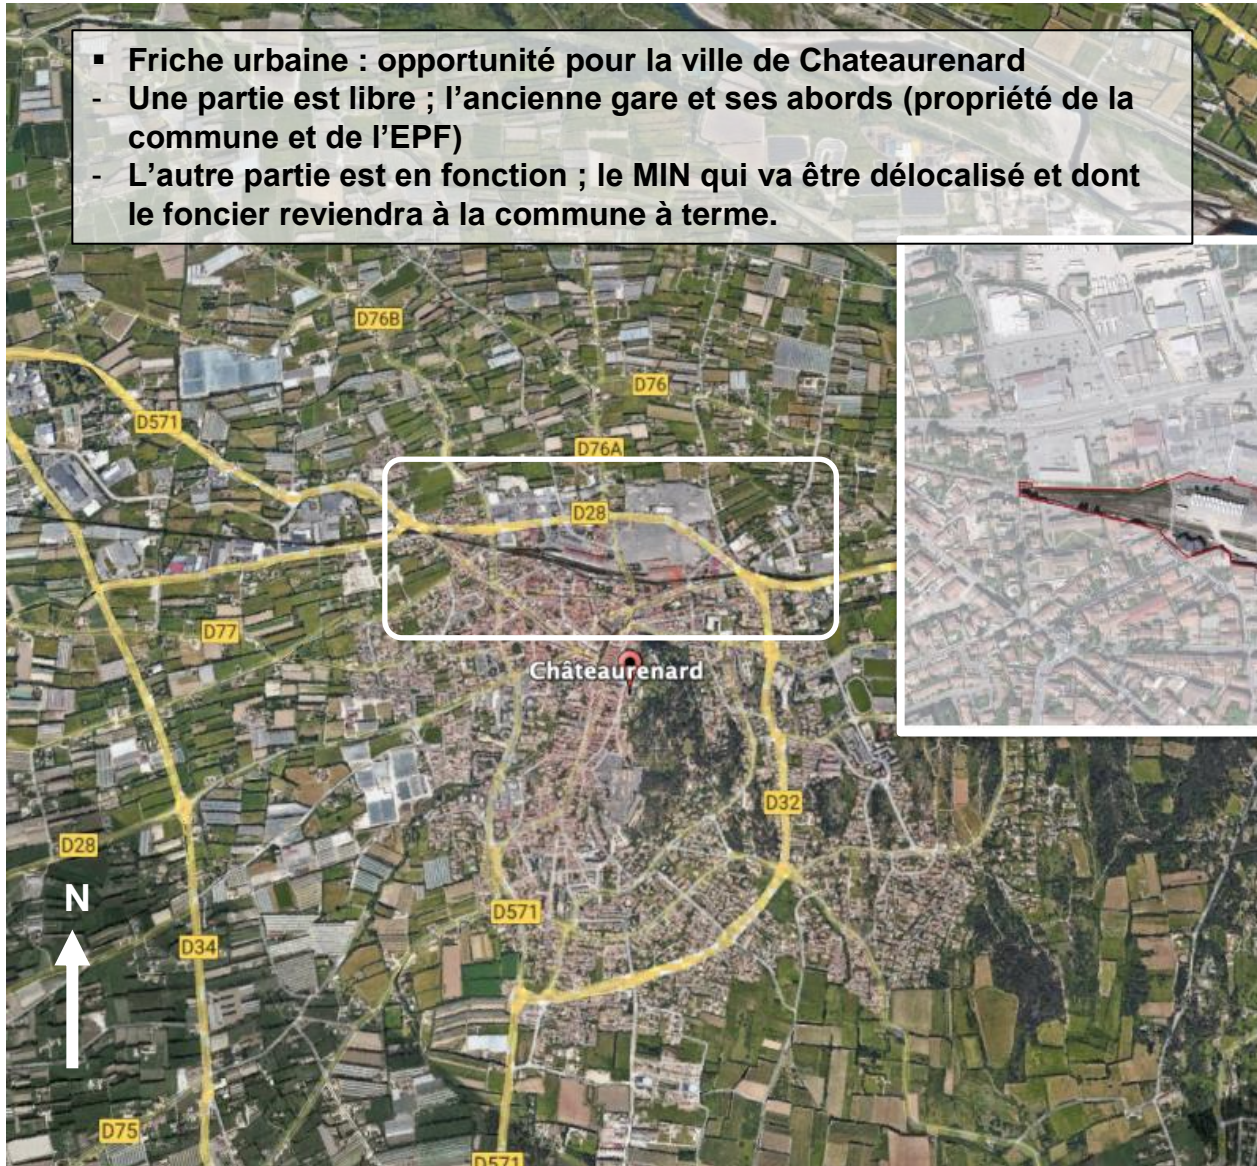 ▪ Friche urbaine : opportunité pour la ville de Chateaurenard
- Une partie est libre ; l’ancienne gare et ses abords (propriété de la
commune et de l’EPF)
- L’autre partie est en fonction ; le MIN qui va être délocalisé et dont
le foncier reviendra à la commune à terme.
D76B
D76
D571
D76A
D28
D77
Châteaurenard
D32
D28
N
D571
D34
D75
D571